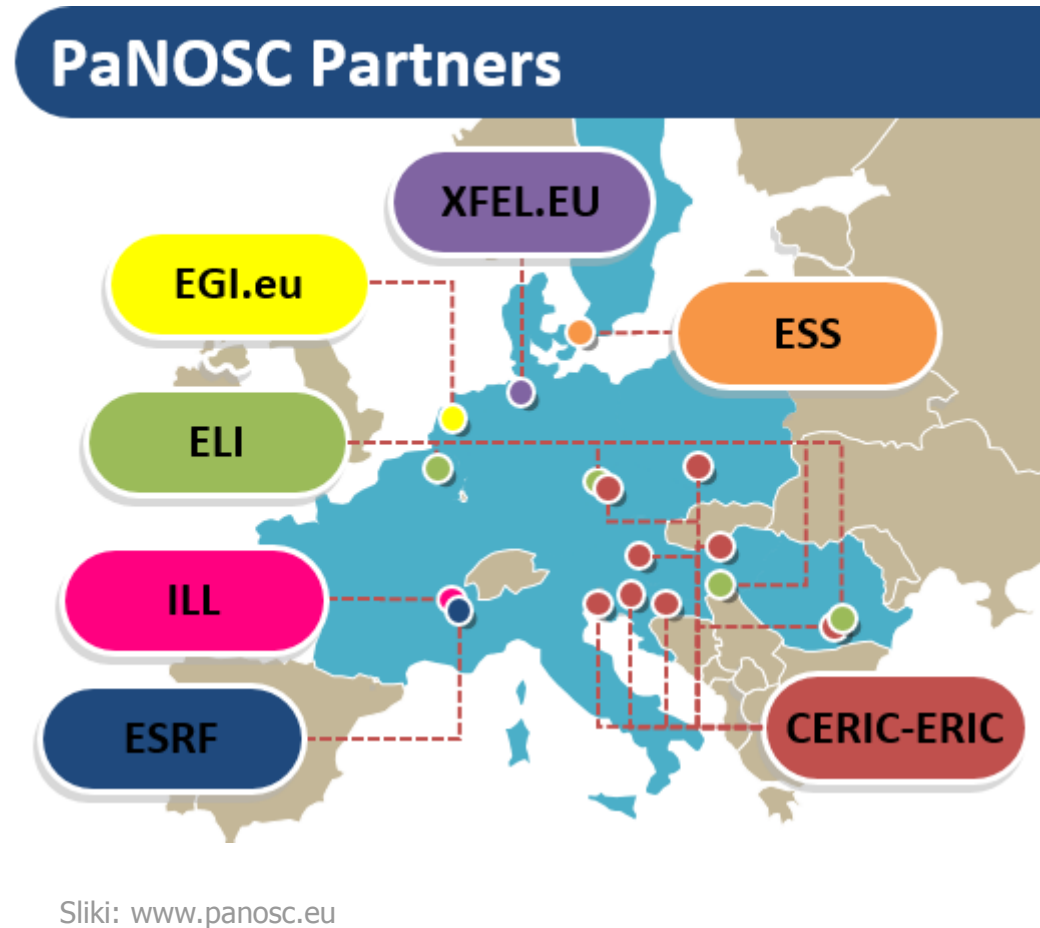 PaNOSC Partners
XFEL.EU
EGI.eu
ESS
ELI
ILL
ESRF
CERIC-ERIC
Sliki: www.panosc.eu